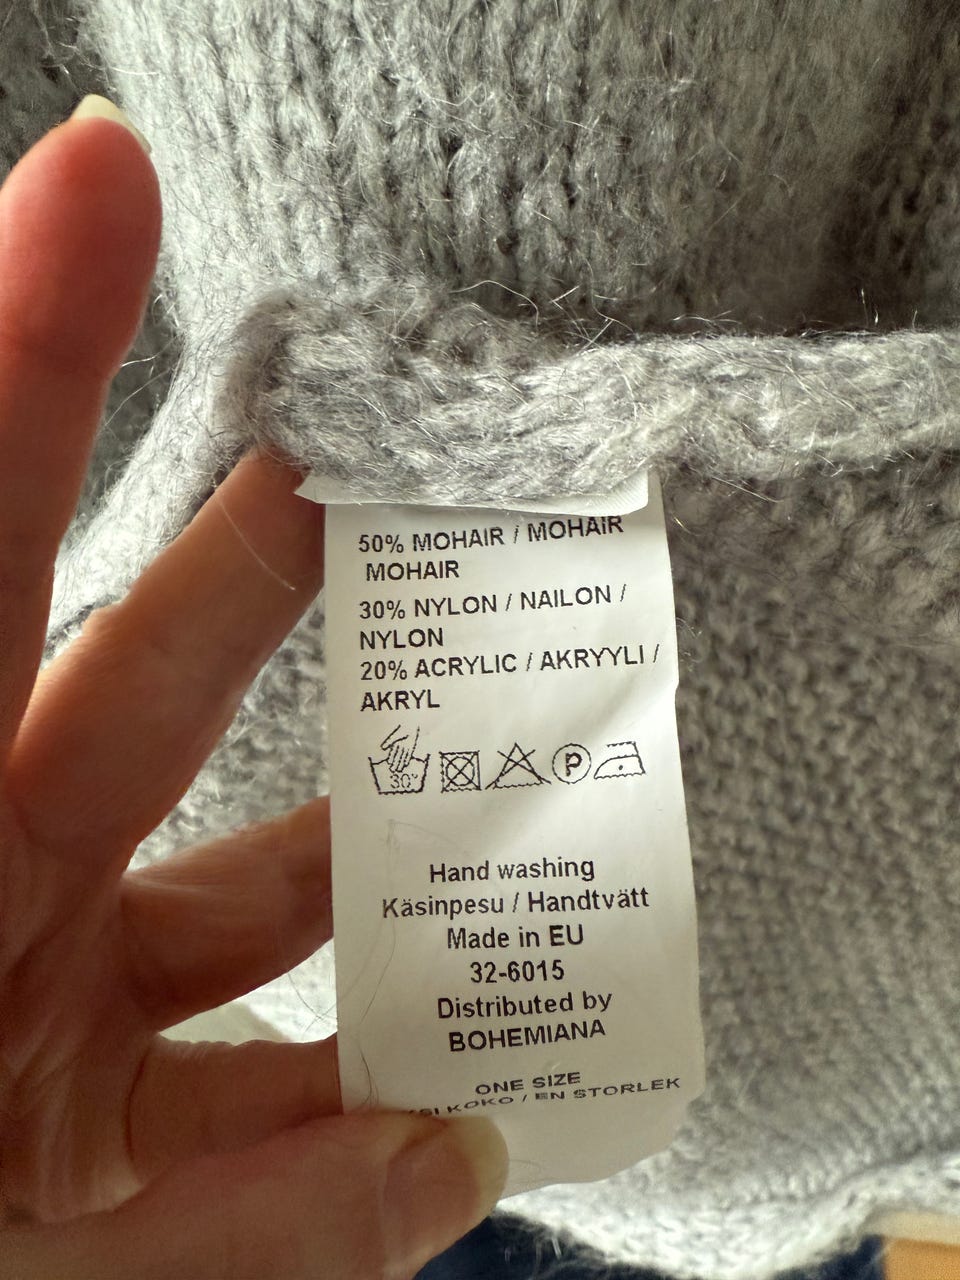 50% MOHAIR / MOHAIR
MOHAIR
30% NYLON / NAILON /
NYLON
20% ACRYLIC / AKRYYLI /
AKRYL
30°
P
Hand washing
Käsinpesu / Handtvätt
Made in EU
32-6015
Distributed by
BOHEMIANA
ONE SIZE
KOKO / EN STORLEK